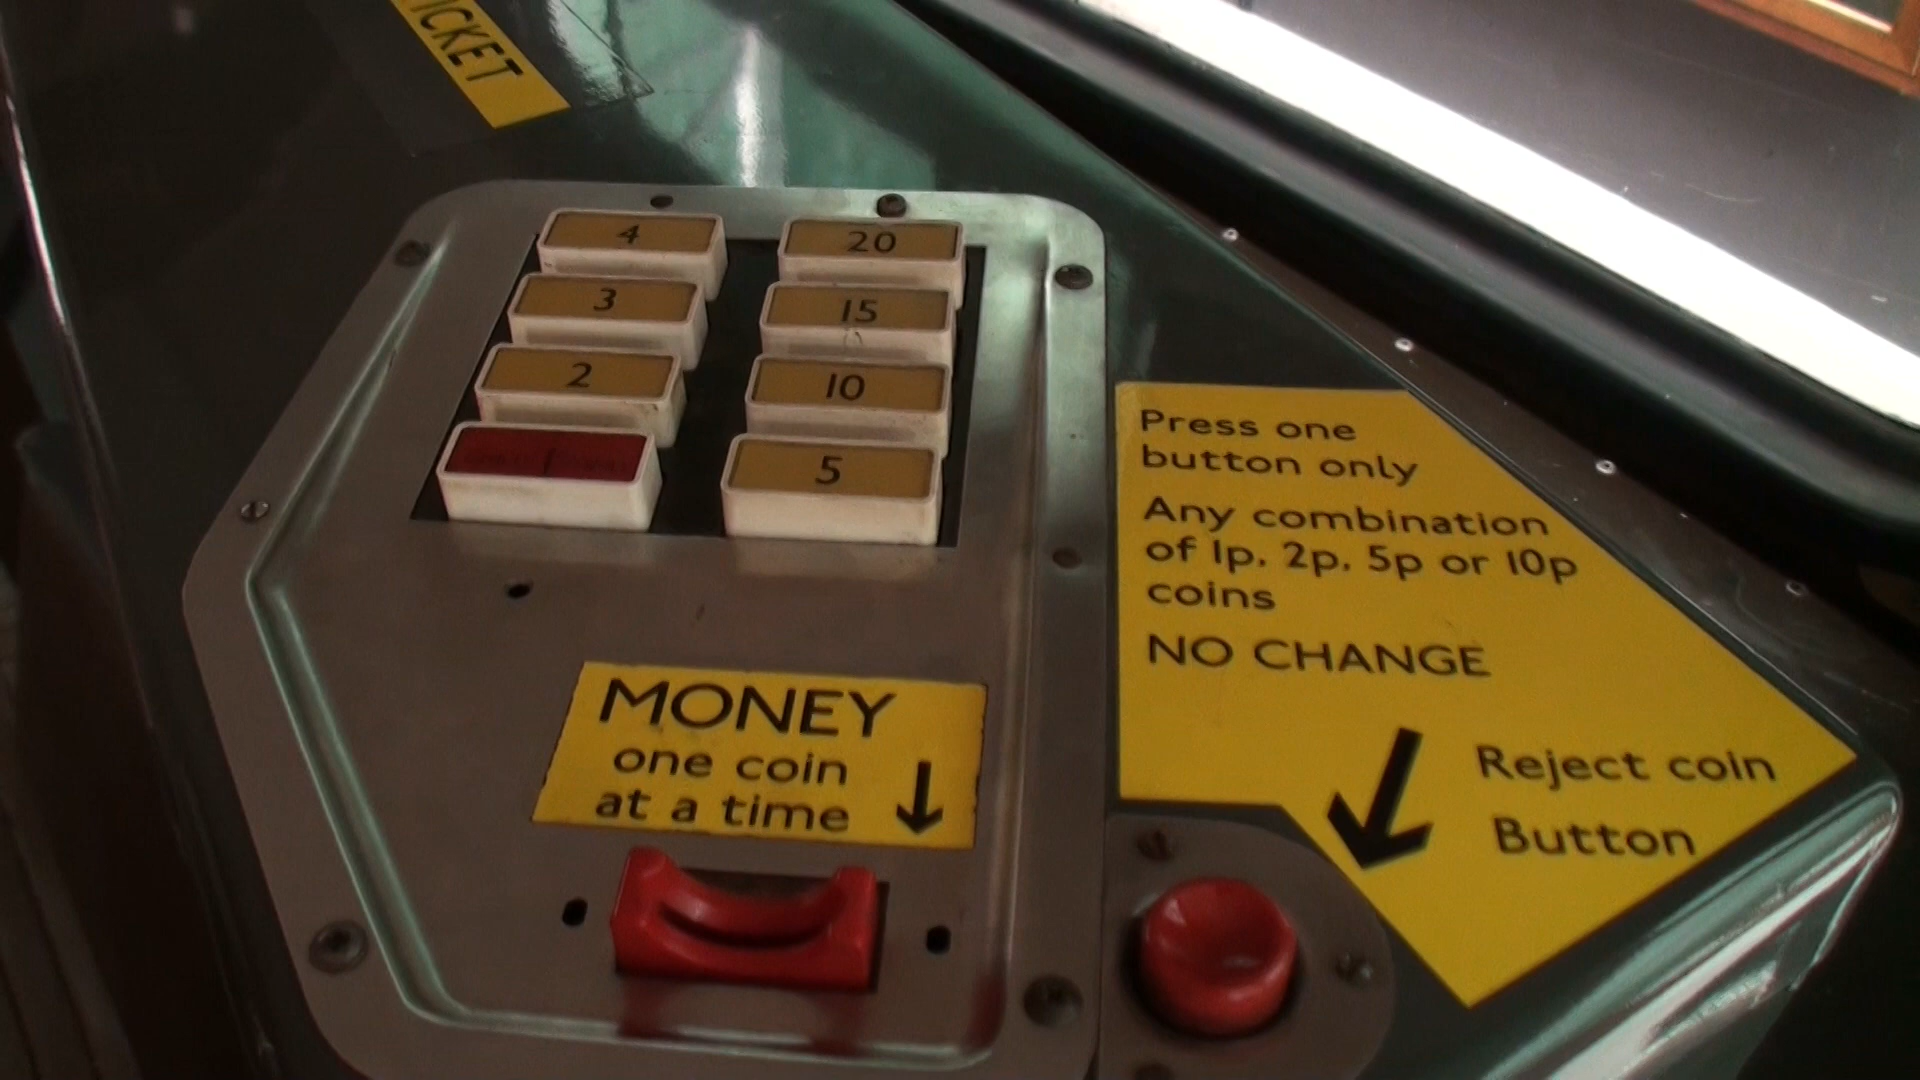 TICKET
4
20
3
15
2
10
1
5
Press one
button only
Any combination
of 1p, 2p, 5p or 10p
coins
NO CHANGE
MONEY
one coin
at a time
Reject coin
Button